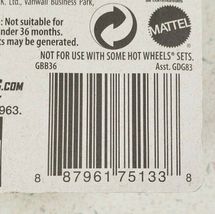 K. Ltd., Vanwall Business Park,
: Not suitable for
nder 36 months.
ts may be generated.
MATTEL
NOT FOR USE WITH SOME HOT WHEELS® SETS.
GBB36 Asst. GDG83
S.COM
963.
8 87961 75133 8